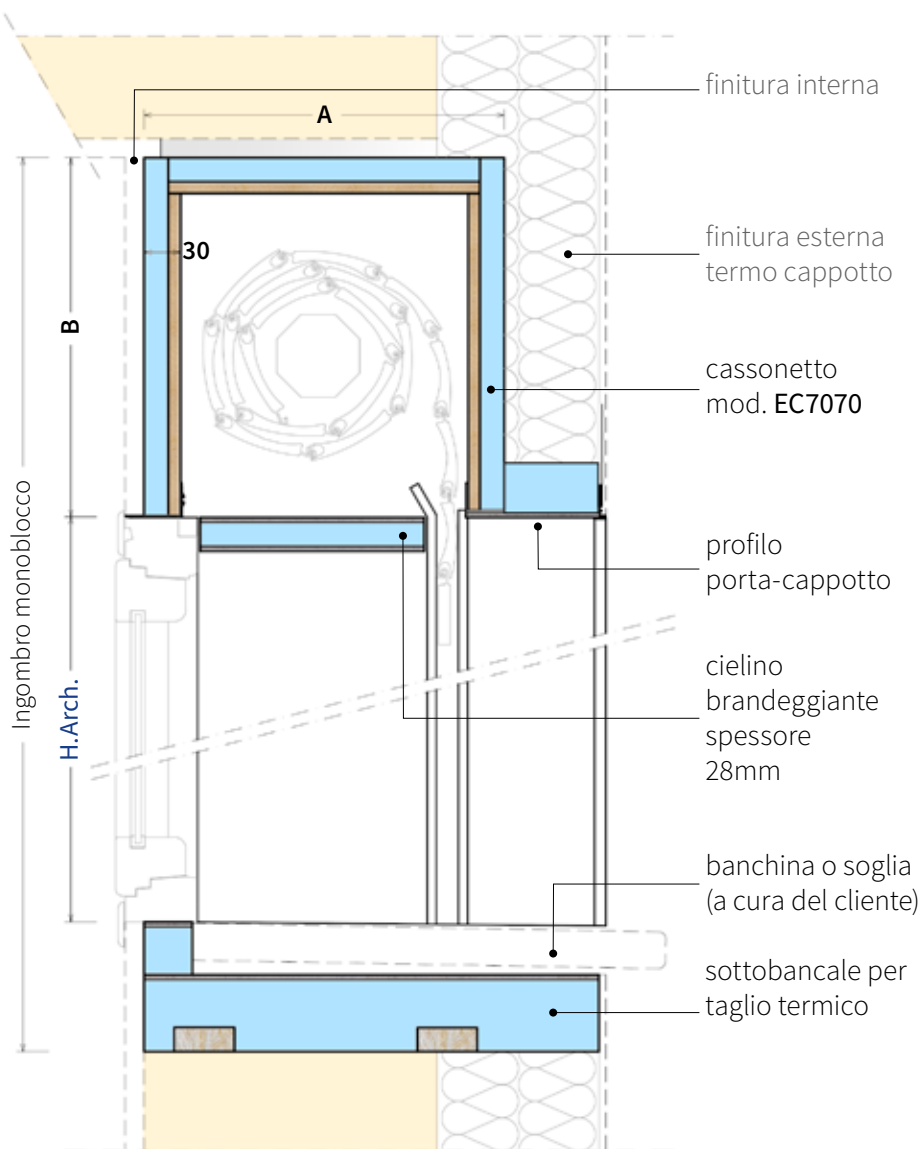 finitura interna
A
finitura esterna
termo cappotto
30
B
cassonetto
mod. EC7070
profilo
porta-cappotto
Ingombro monoblocco
H.Arch.
cielino
brandeggiante
spessore
28mm
banchina o soglia
(a cura del cliente)
sottobancale per
taglio termico